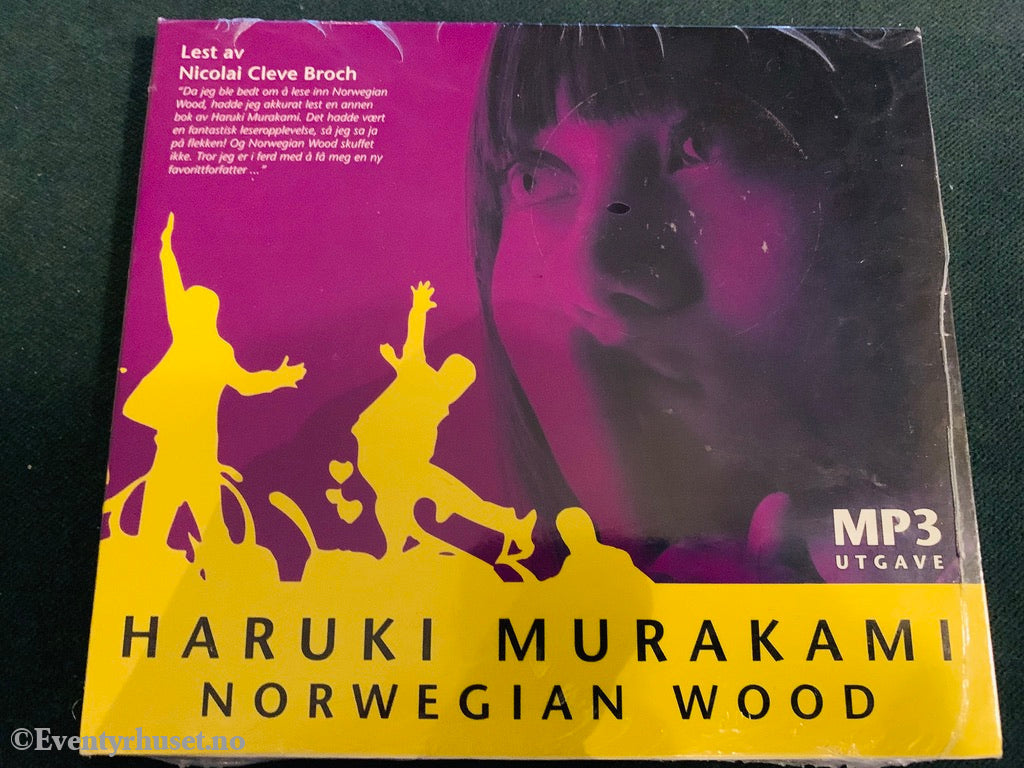 Lest av
Nicolai Cleve Broch
"Da jeg ble bedt om å lese inn Norwegian
Wood, hadde jeg akkurat lest en annen
bok av Haruki Murakami. Det hadde vært
en fantastisk leseropplevelse, så jeg sa ja
på flekken! Og Norwegian Wood skuffet
ikke. Tror jeg er i ferd med å få meg en ny
favorittforfatter ..."
MP3
UTGAVE
HARUKI MURAKAMI
NORWEGIAN WOOD
©Eventyrhuset.no